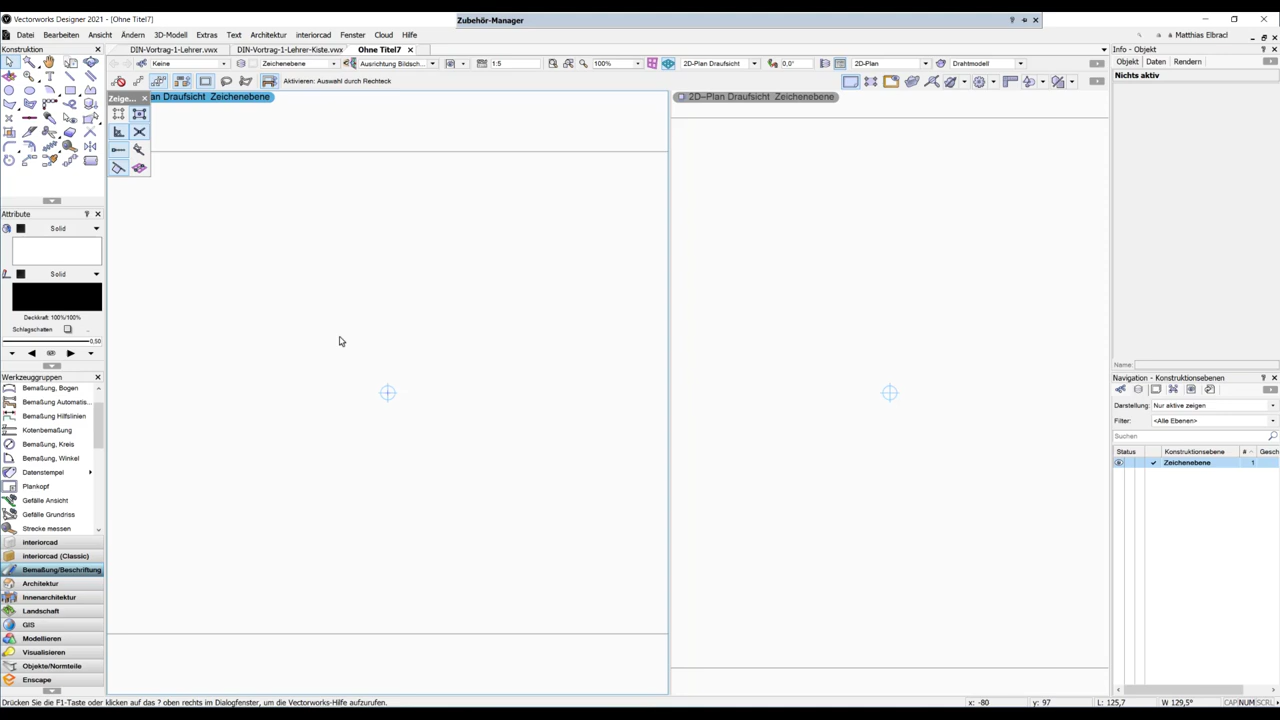 Vectorworks Designer 2021 - [Ohne Titel7]
Zubehör-Manager
Datei Bearbeiten Ansicht Fügen Ändern 3D-Modell Extras Text Architektur interiorcad Fenster Cloud Hilfe
Matthias Elbracl
Konstruktion
DIN-Vortrag-1-Lehrer.vwx
DIN-Vortrag-1-Lehrer-Kiste.vwx
Ohne Titel7
Info - Objekt
Keine
Zeichenebene
Ausrichtung Bildsch...
1:5
100%
2D-Plan Draufsicht
0,0°
2D-Plan
Drahtmodell
Objekt Daten Rendern
Aktivieren: Auswahl durch Rechteck
Nichts aktiv
Zeige...
an Draufsicht Zeichenebene
2D-Plan Draufsicht Zeichenebene
Attribute
Solid
Solid
Deckkraft: 100%/100%
Schlagschatten
0,50
Name:
Werkzeuggruppen
Navigation - Konstruktionsebenen
Bemaßung, Bogen
Bemaßung Automatis...
Bemaßung Hilfslinien
Kotenbemaßung
Bemaßung, Kreis
Bemaßung, Winkel
Datenstempel
Plankopf
Gefälle Ansicht
Gefälle Grundriss
Strecke messen
Darstellung: Nur aktive zeigen
Filter: <Alle Ebenen>
Suchen
Status Konstruktionsebene # Gesch
Zeichenebene 1
interiorcad
interiorcad (Classic)
Bemaßung/Beschriftung
Architektur
Innenarchitektur
Landschaft
GIS
Modellieren
Visualisieren
Objekte/Normteile
Enscape
Drücken Sie die F1-Taste oder klicken auf das ? oben rechts im Dialogfenster, um die Vectorworks-Hilfe aufzurufen.
x: -80
y: 97
L: 125,7
W 129,5°
CAP NUM SCRL